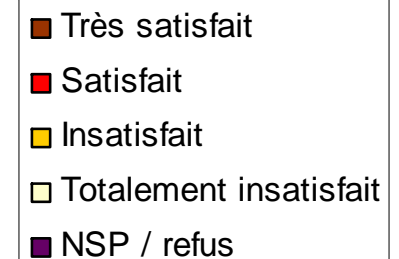 Très satisfait
Satisfait
Insatisfait
Totalement insatisfait
NSP / refus